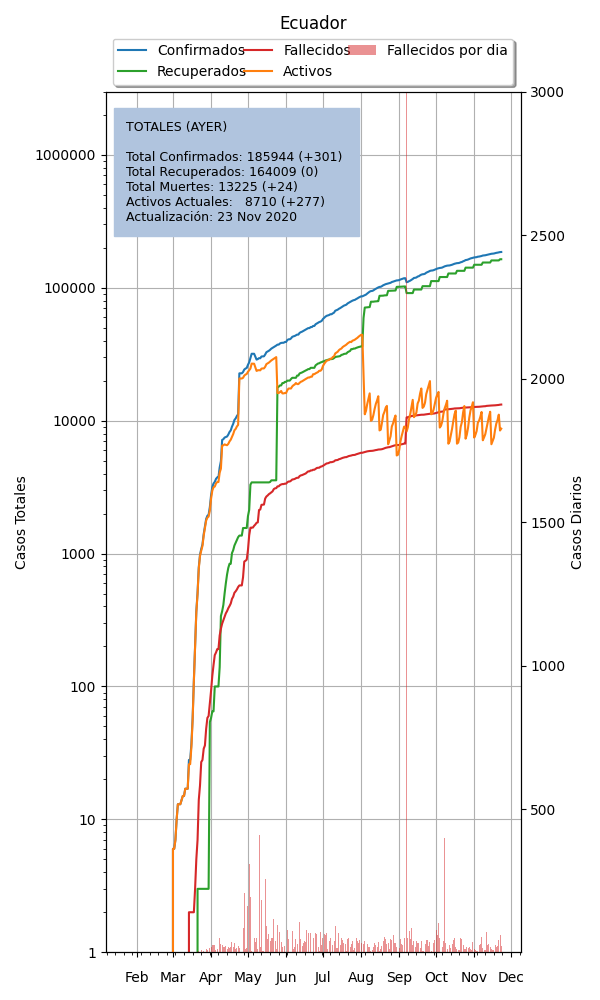 Ecuador
Confirmados
Recuperados
Fallecidos
Activos
Fallecidos por dia
TOTALES (AYER)
Total Confirmados: 185944 (+301)
Total Recuperados: 164009 (0)
Total Muertes: 13225 (+24)
Activos Actuales:   8710 (+277)
Actualización: 23 Nov 2020
Casos Totales
1000000
100000
10000
1000
100
10
1
3000
2500
2000
1500
1000
500
Casos Diarios
Feb Mar Apr May Jun Jul Aug Sep Oct Nov Dec